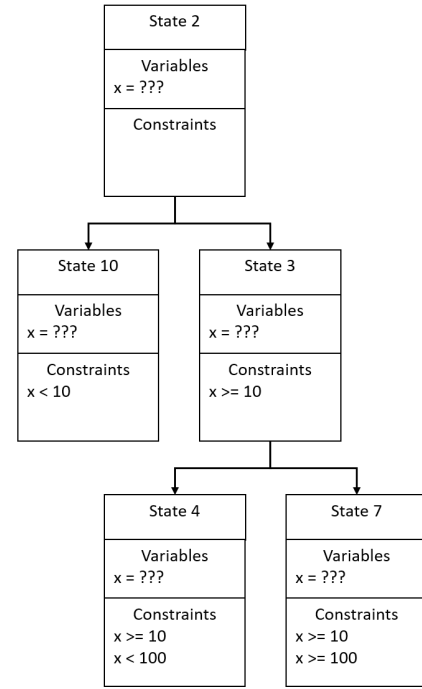 State 2
Variables
x = ???
Constraints
State 10
Variables
x = ???
Constraints
x < 10
State 3
Variables
x = ???
Constraints
x >= 10
State 4
Variables
x = ???
Constraints
x >= 10
x < 100
State 7
Variables
x = ???
Constraints
x >= 10
x >= 100